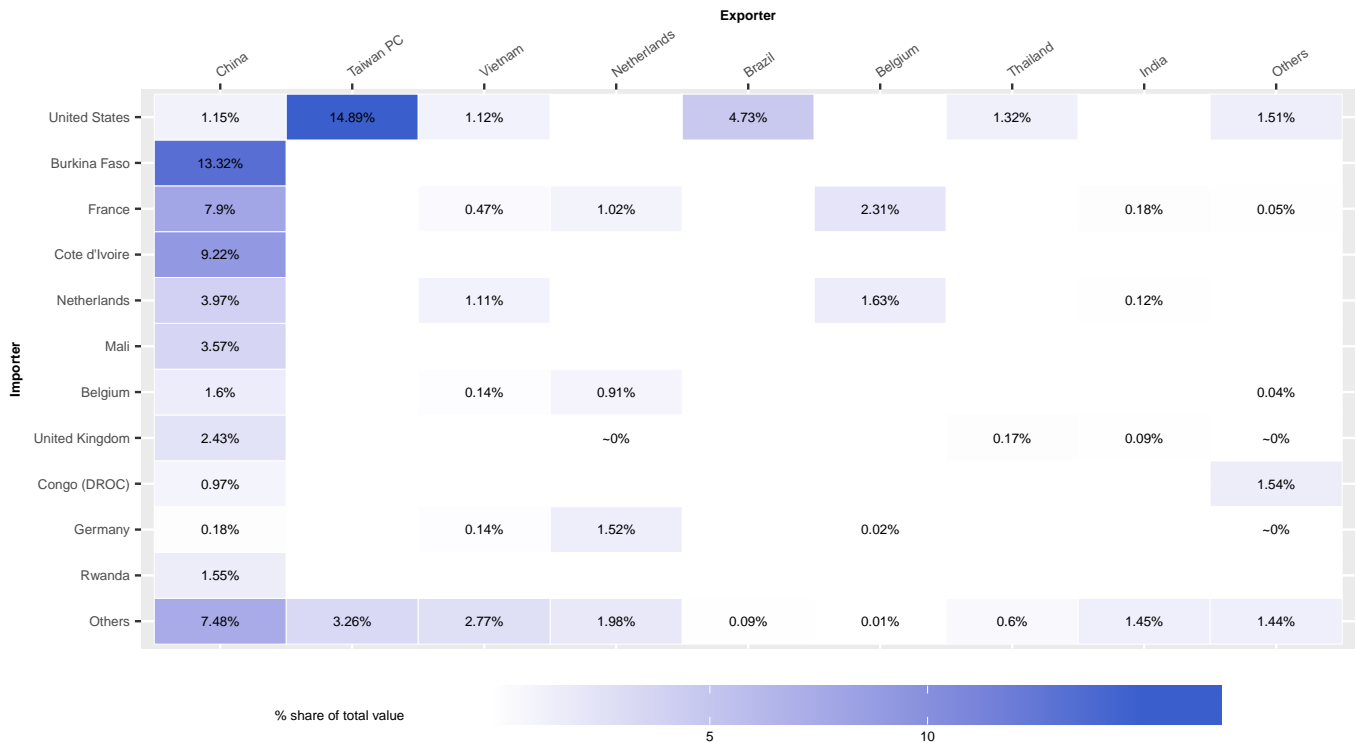 Exporter
China Taiwan PC Vietnam Netherlands Brazil Belgium Thailand India Others
Importer
United States 1.15% 14.89% 1.12% 4.73% 1.32% 1.51%
Burkina Faso 13.32%
France 7.9% 0.47% 1.02% 2.31% 0.18% 0.05%
Cote d'Ivoire 9.22%
Netherlands 3.97% 1.11% 1.63% 0.12%
Mali 3.57%
Belgium 1.6% 0.14% 0.91% 0.04%
United Kingdom 2.43% ~0% 0.17% 0.09% ~0%
Congo (DROC) 0.97% 1.54%
Germany 0.18% 0.14% 1.52% 0.02% ~0%
Rwanda 1.55%
Others 7.48% 3.26% 2.77% 1.98% 0.09% 0.01% 0.6% 1.45% 1.44%
% share of total value
5 10